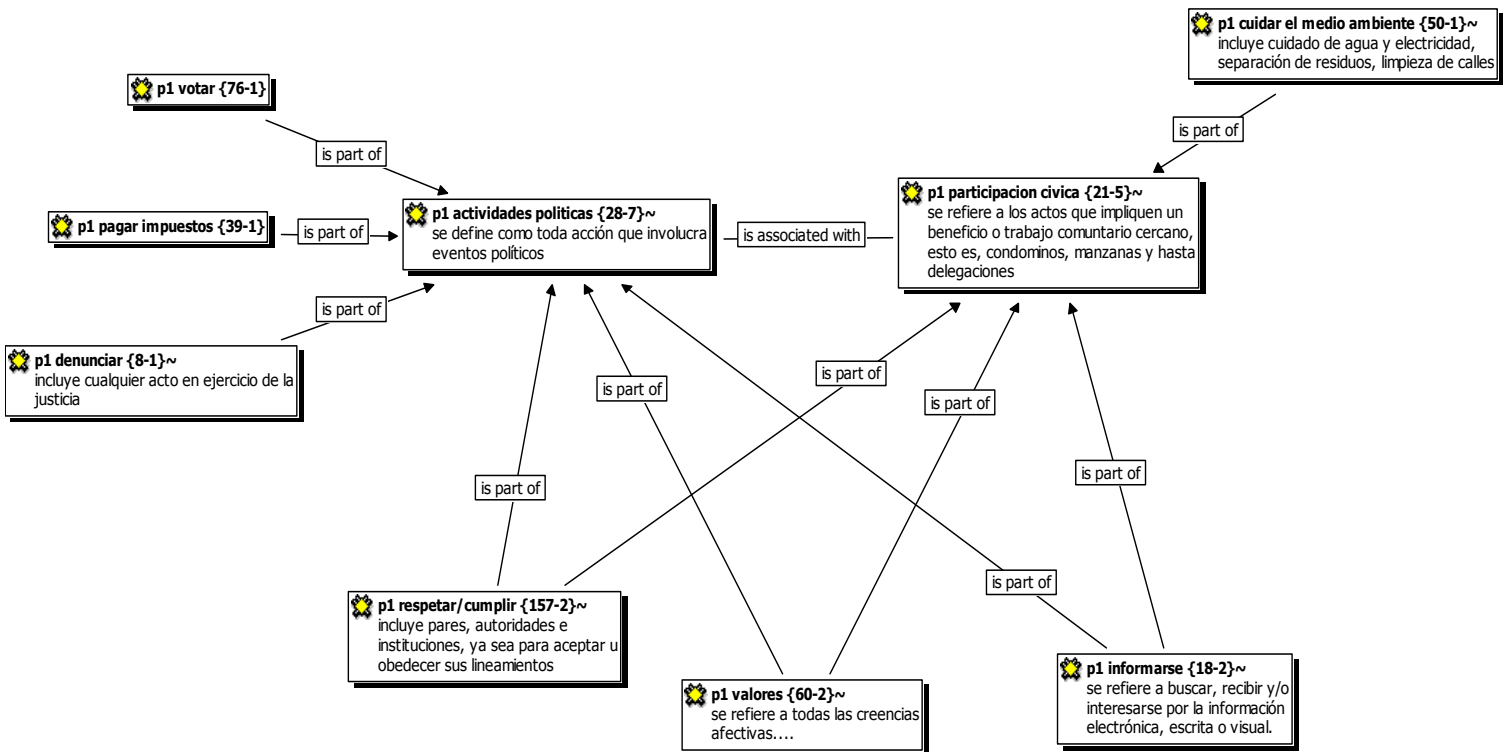 p1 cuidar el medio ambiente {50-1}~
incluye cuidado de agua y electricidad,
separación de residuos, limpieza de calles
p1 votar {76-1}
is part of
is part of
p1 participacion civica {21-5}~
se refiere a los actos que impliquen un
beneficio o trabajo comuntario cercano,
esto es, condominos, manzanas y hasta
delegaciones
p1 actividades politicas {28-7}~
se define como toda acción que involucra
eventos políticos
p1 pagar impuestos {39-1}
is part of
is associated with
is part of
p1 denunciar {8-1}~
incluye cualquier acto en ejercicio de la
justicia
is part of
is part of
is part of
is part of
is part of
is part of
p1 respetar/cumplir {157-2}~
incluye pares, autoridades e
instituciones, ya sea para aceptar u
obedecer sus lineamientos
p1 valores {60-2}~
se refiere a todas las creencias
afectivas....
p1 informarse {18-2}~
se refiere a buscar, recibir y/o
interesarse por la información
electrónica, escrita o visual.